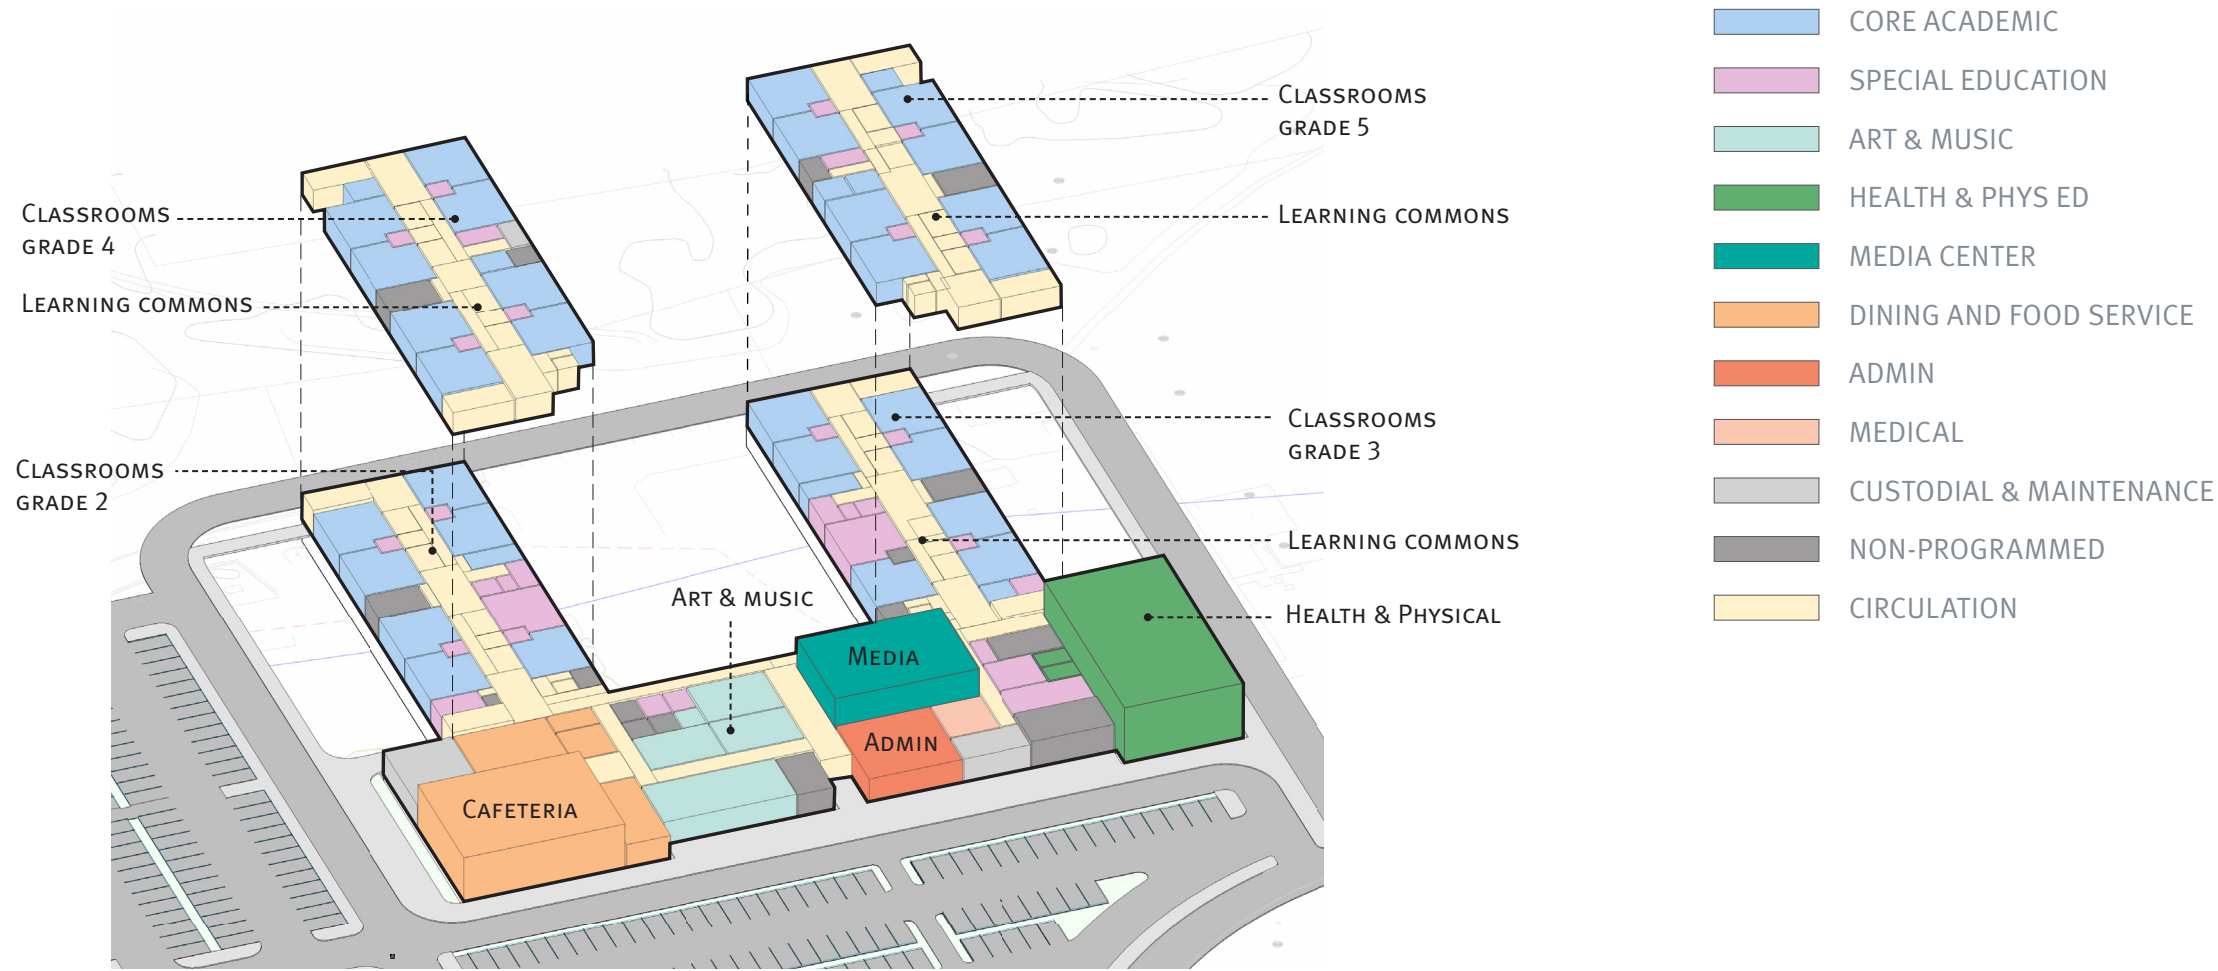 CLASSROOMS
GRADE 5
LEARNING COMMONS
CLASSROOMS
GRADE 4
LEARNING COMMONS
CLASSROOMS
GRADE 3
LEARNING COMMONS
CLASSROOMS
GRADE 2
ART & MUSIC
HEALTH & PHYSICAL
MEDIA
ADMIN
CAFETERIA
CORE ACADEMIC
SPECIAL EDUCATION
ART & MUSIC
HEALTH & PHYS ED
MEDIA CENTER
DINING AND FOOD SERVICE
ADMIN
MEDICAL
CUSTODIAL & MAINTENANCE
NON-PROGRAMMED
CIRCULATION